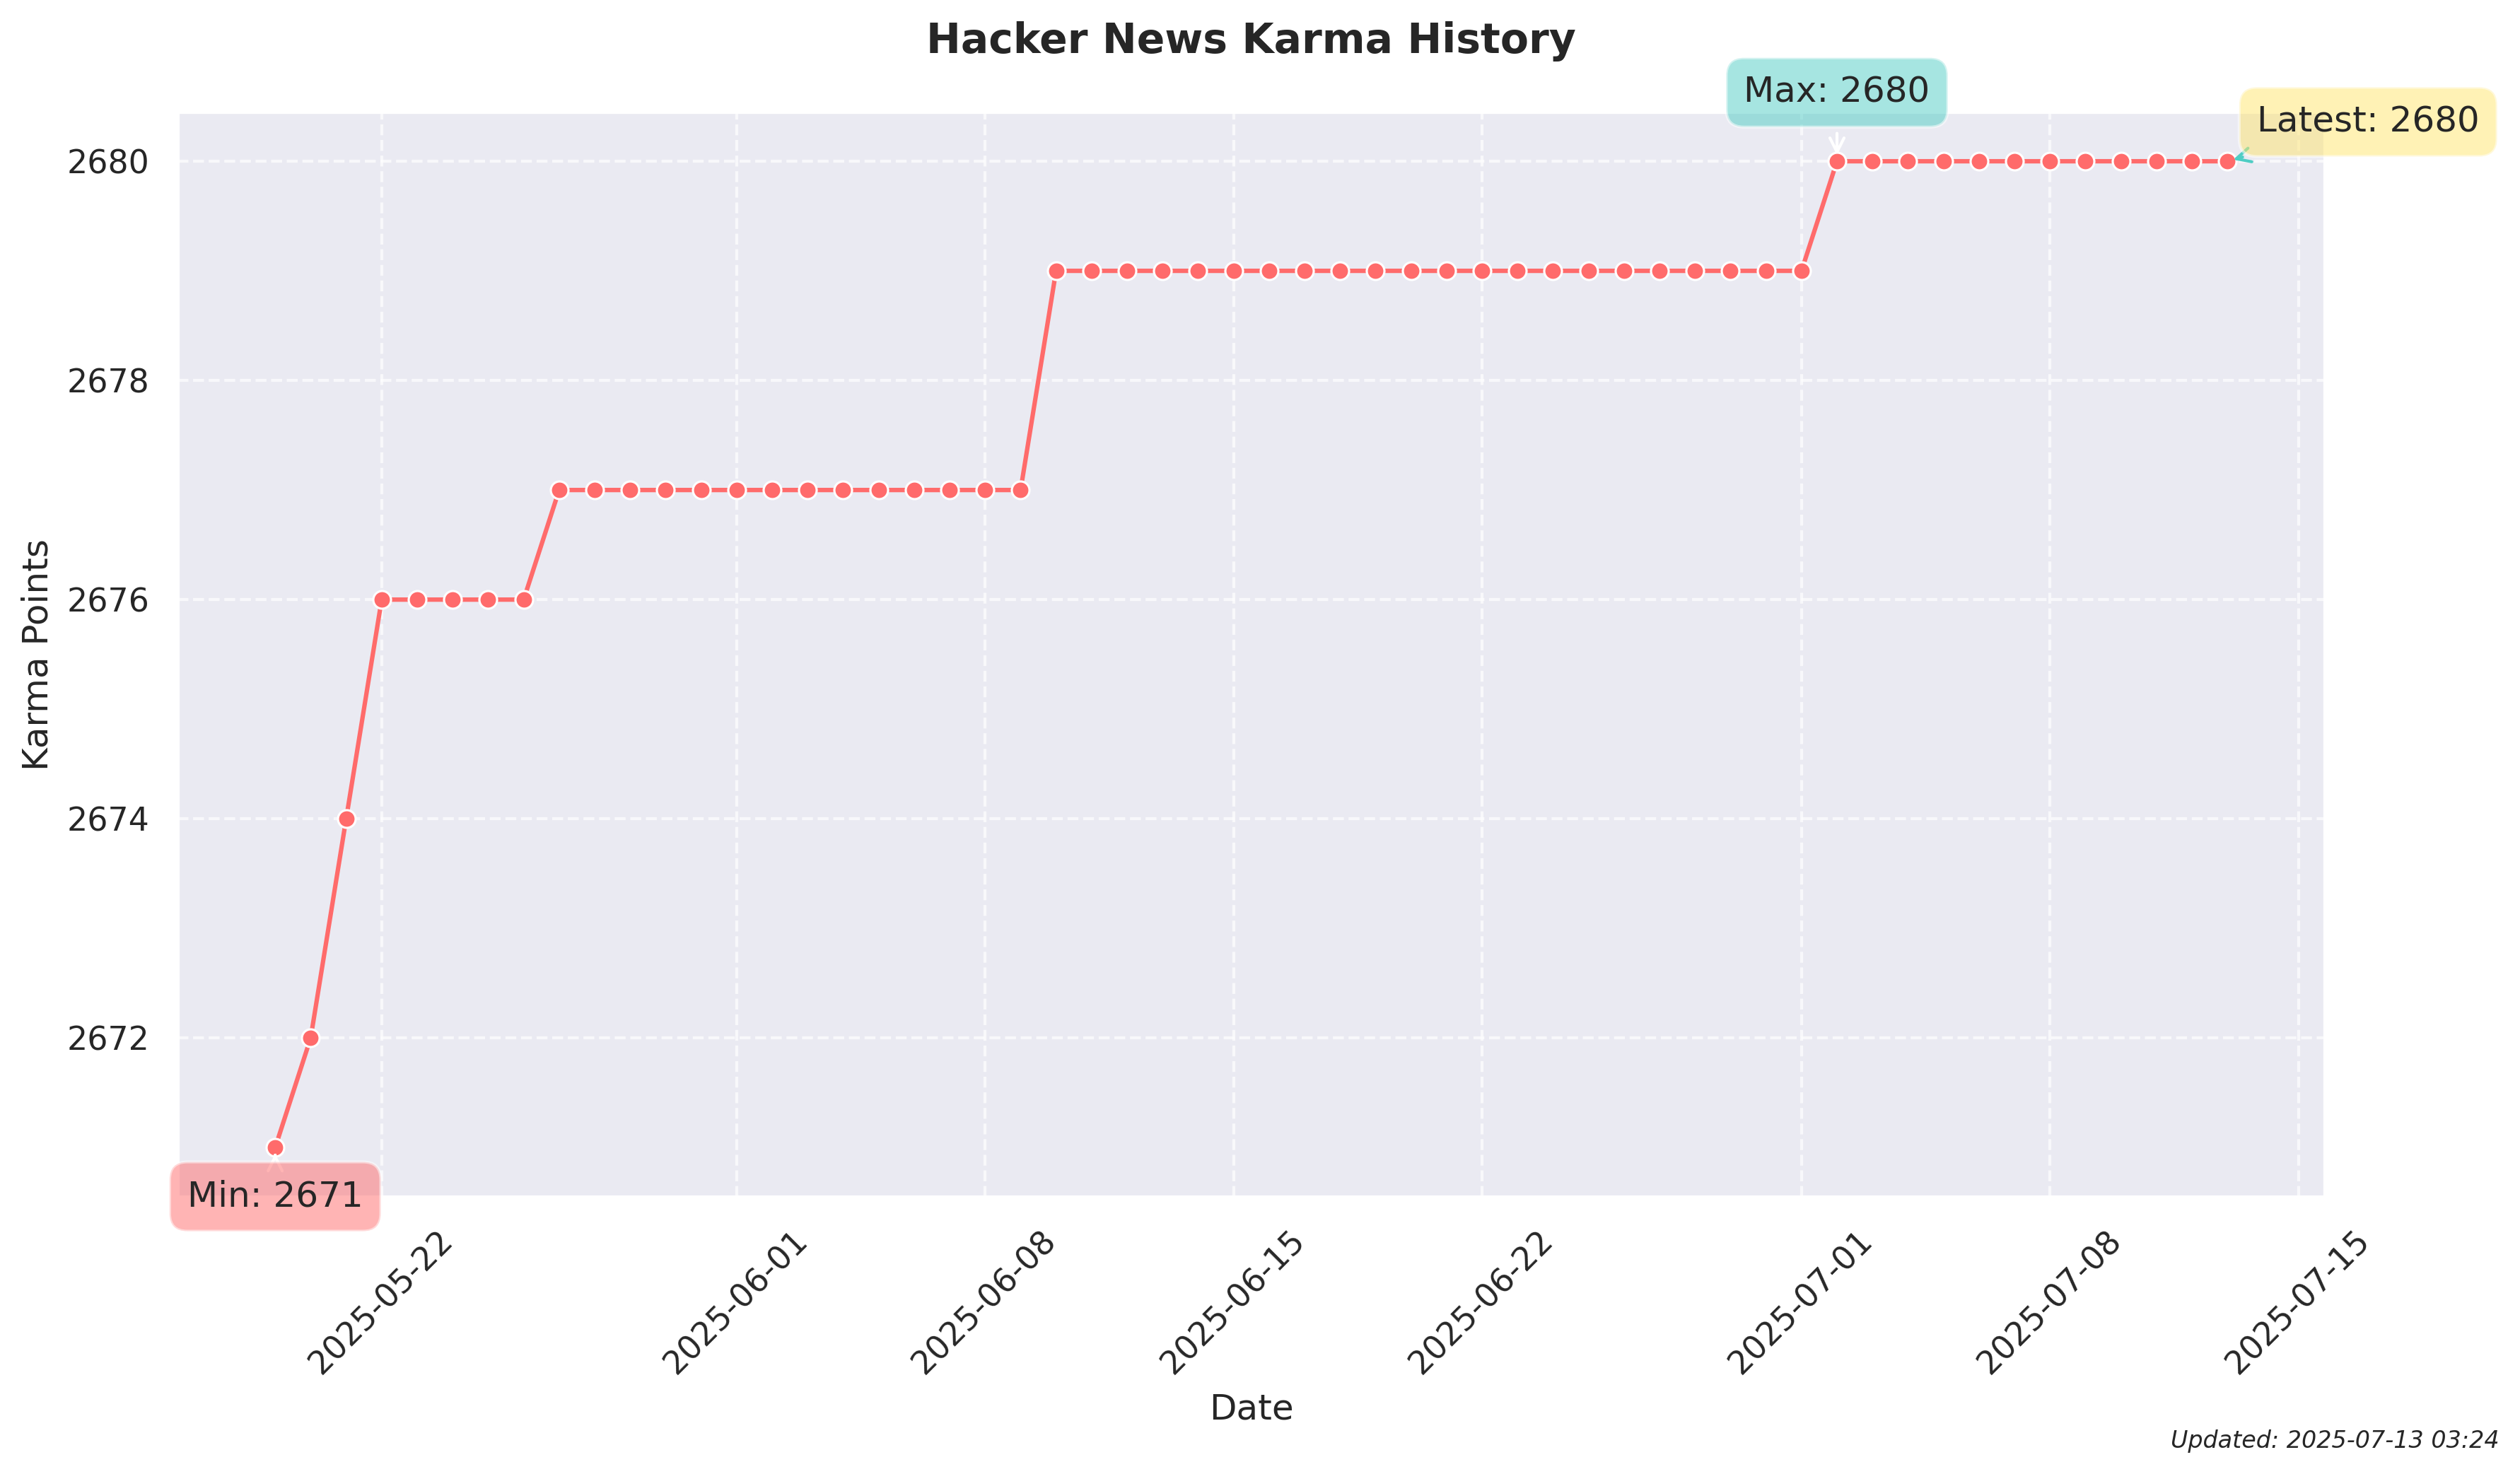 Hacker News Karma History
Max: 2680
Latest: 2680
2680
2678
2676
2674
2672
Karma Points
Min: 2671
2025-05-22
2025-06-01
2025-06-08
2025-06-15
2025-06-22
2025-07-01
2025-07-08
2025-07-15
Date
Updated: 2025-07-13 03:24